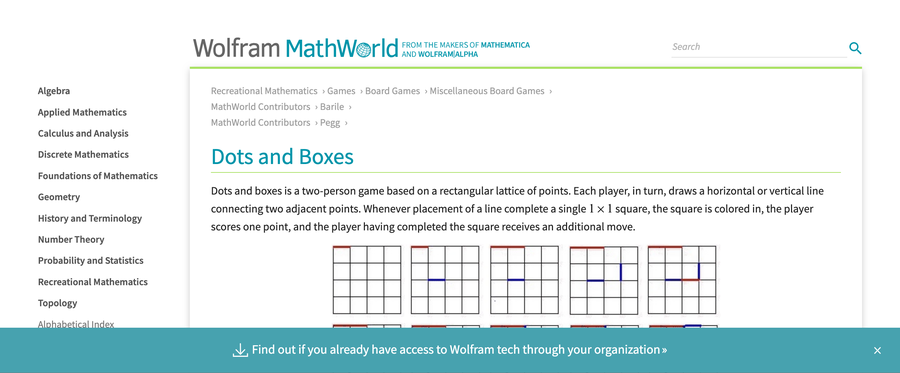 Wolfram MathWorld FROM THE MAKERS OF MATHEMATICA
AND WOLFRAM|ALPHA
Search
Algebra
Applied Mathematics
Calculus and Analysis
Discrete Mathematics
Foundations of Mathematics
Geometry
History and Terminology
Number Theory
Probability and Statistics
Recreational Mathematics
Topology
Alphabetical Index
Recreational Mathematics › Games › Board Games › Miscellaneous Board Games ›
MathWorld Contributors › Barile ›
MathWorld Contributors › Pegg ›
Dots and Boxes
Dots and boxes is a two-person game based on a rectangular lattice of points. Each player, in turn, draws a horizontal or vertical line
connecting two adjacent points. Whenever placement of a line complete a single 1 × 1 square, the square is colored in, the player
scores one point, and the player having completed the square receives an additional move.
Find out if you already have access to Wolfram tech through your organization»
×